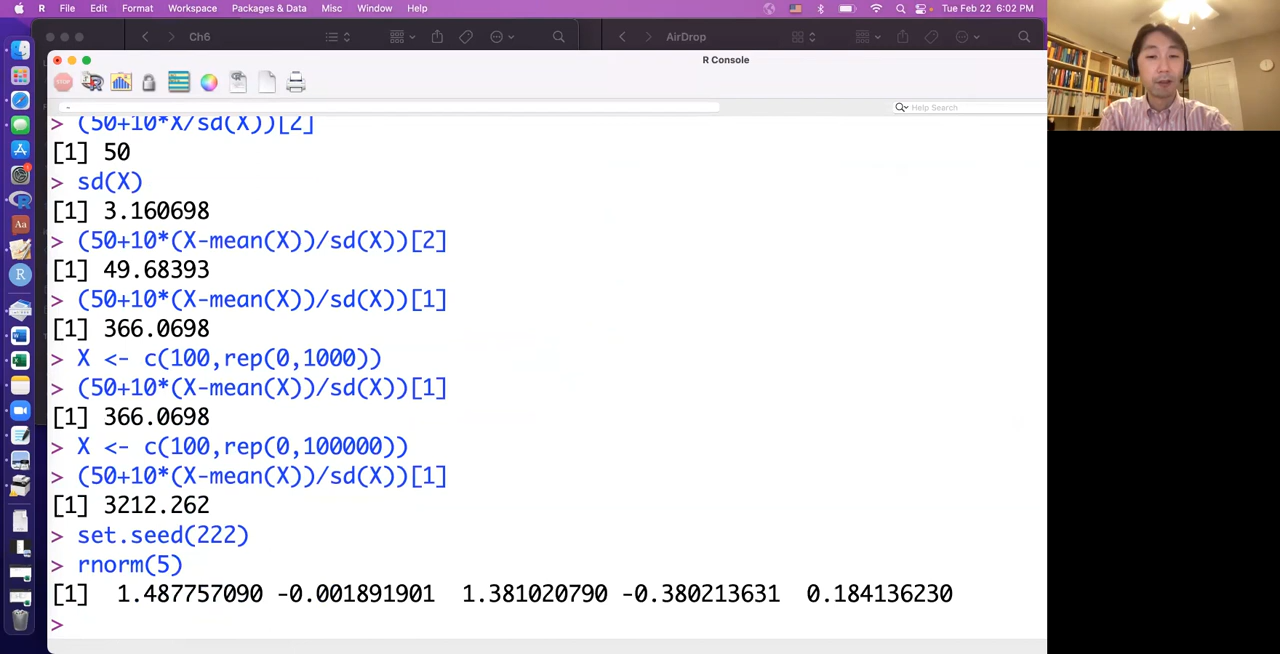 R File Edit Format Workspace Packages & Data Misc Window Help Tue Feb 22 6:02 PM
Ch6 AirDrop
R Console
STOP
Help Search
> (50+10*X/sd(X))[2]
[1] 50
> sd(X)
[1] 3.160698
> (50+10*(X-mean(X))/sd(X))[2]
[1] 49.68393
> (50+10*(X-mean(X))/sd(X))[1]
[1] 366.0698
> X <- c(100,rep(0,1000))
> (50+10*(X-mean(X))/sd(X))[1]
[1] 366.0698
> X <- c(100,rep(0,100000))
> (50+10*(X-mean(X))/sd(X))[1]
[1] 3212.262
> set.seed(222)
> rnorm(5)
[1] 1.487757090 -0.001891901 1.381020790 -0.380213631 0.184136230
>